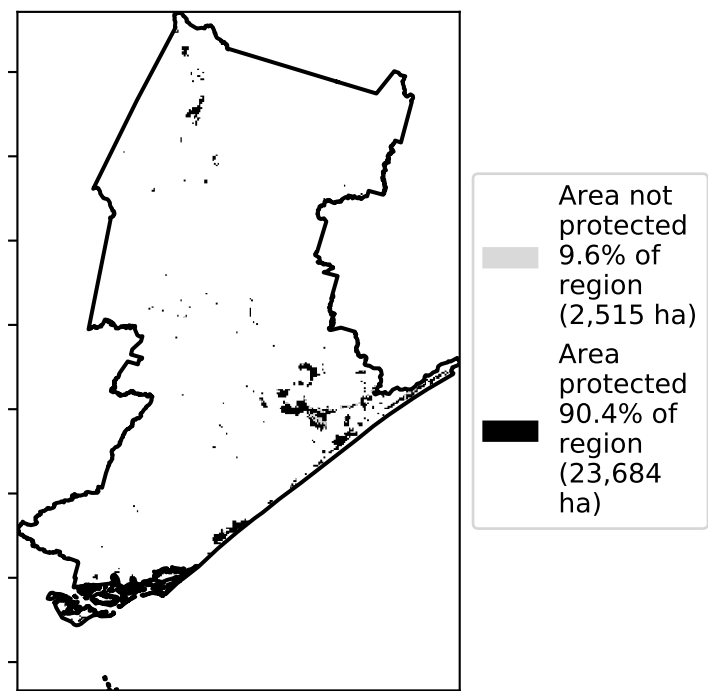 Area not
protected
9.6% of
region
(2,515 ha)
Area
protected
90.4% of
region
(23,684
ha)